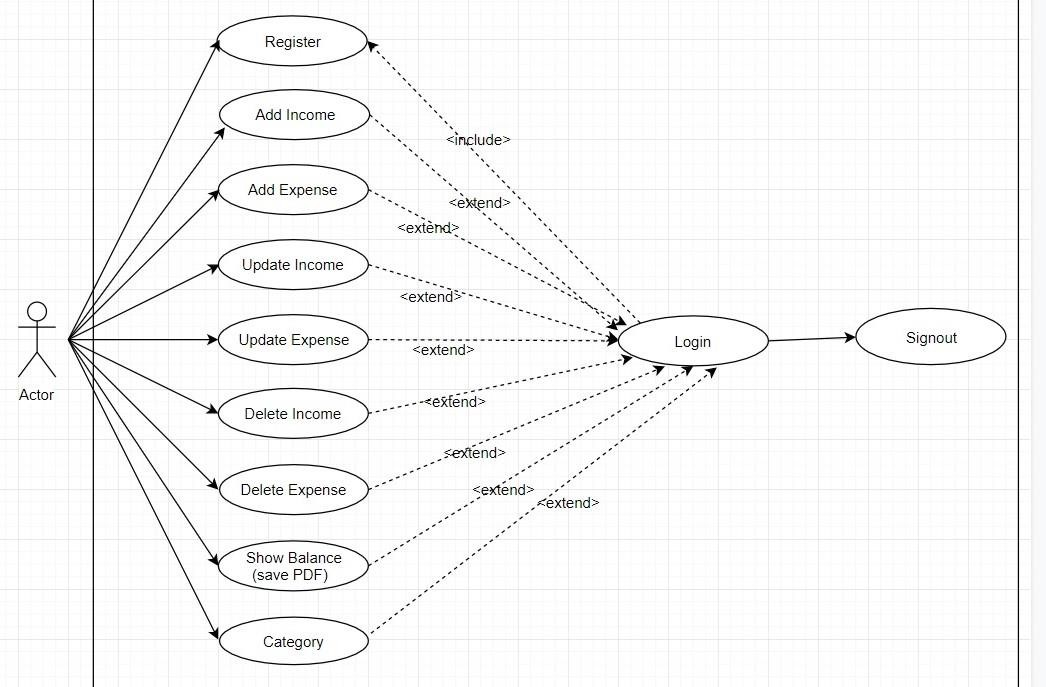 Register
Add Income
<include>
Add Expense
<extend>
<extend>
Update Income
<extend>
Update Expense
<extend>
Login
Signout
Actor
Delete Income
<extend>
Delete Expense
<extend>
<extend>
<extend>
Show Balance
(save PDF)
Category